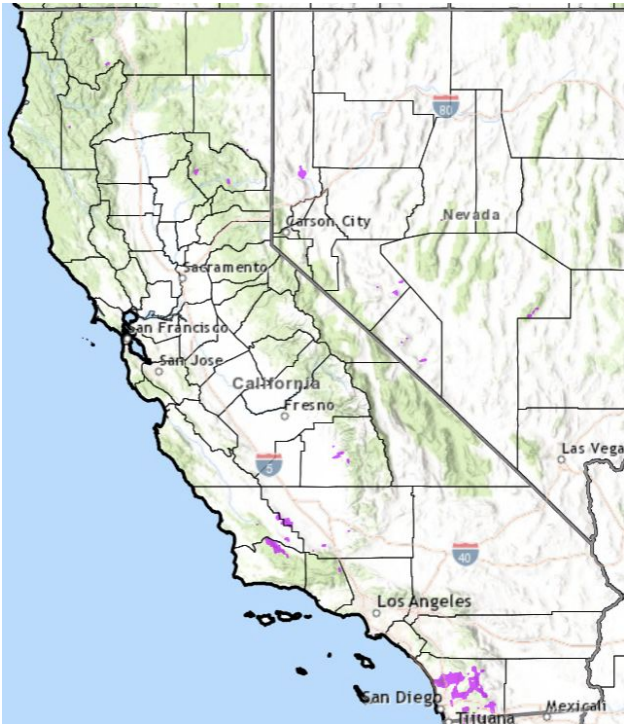 80
Carson City
Nevada
Sacramento
San Francisco
San Jose
California
Fresno
Las Vega
5
40
Los Angeles
San Diego
Tijuana
Mexicali